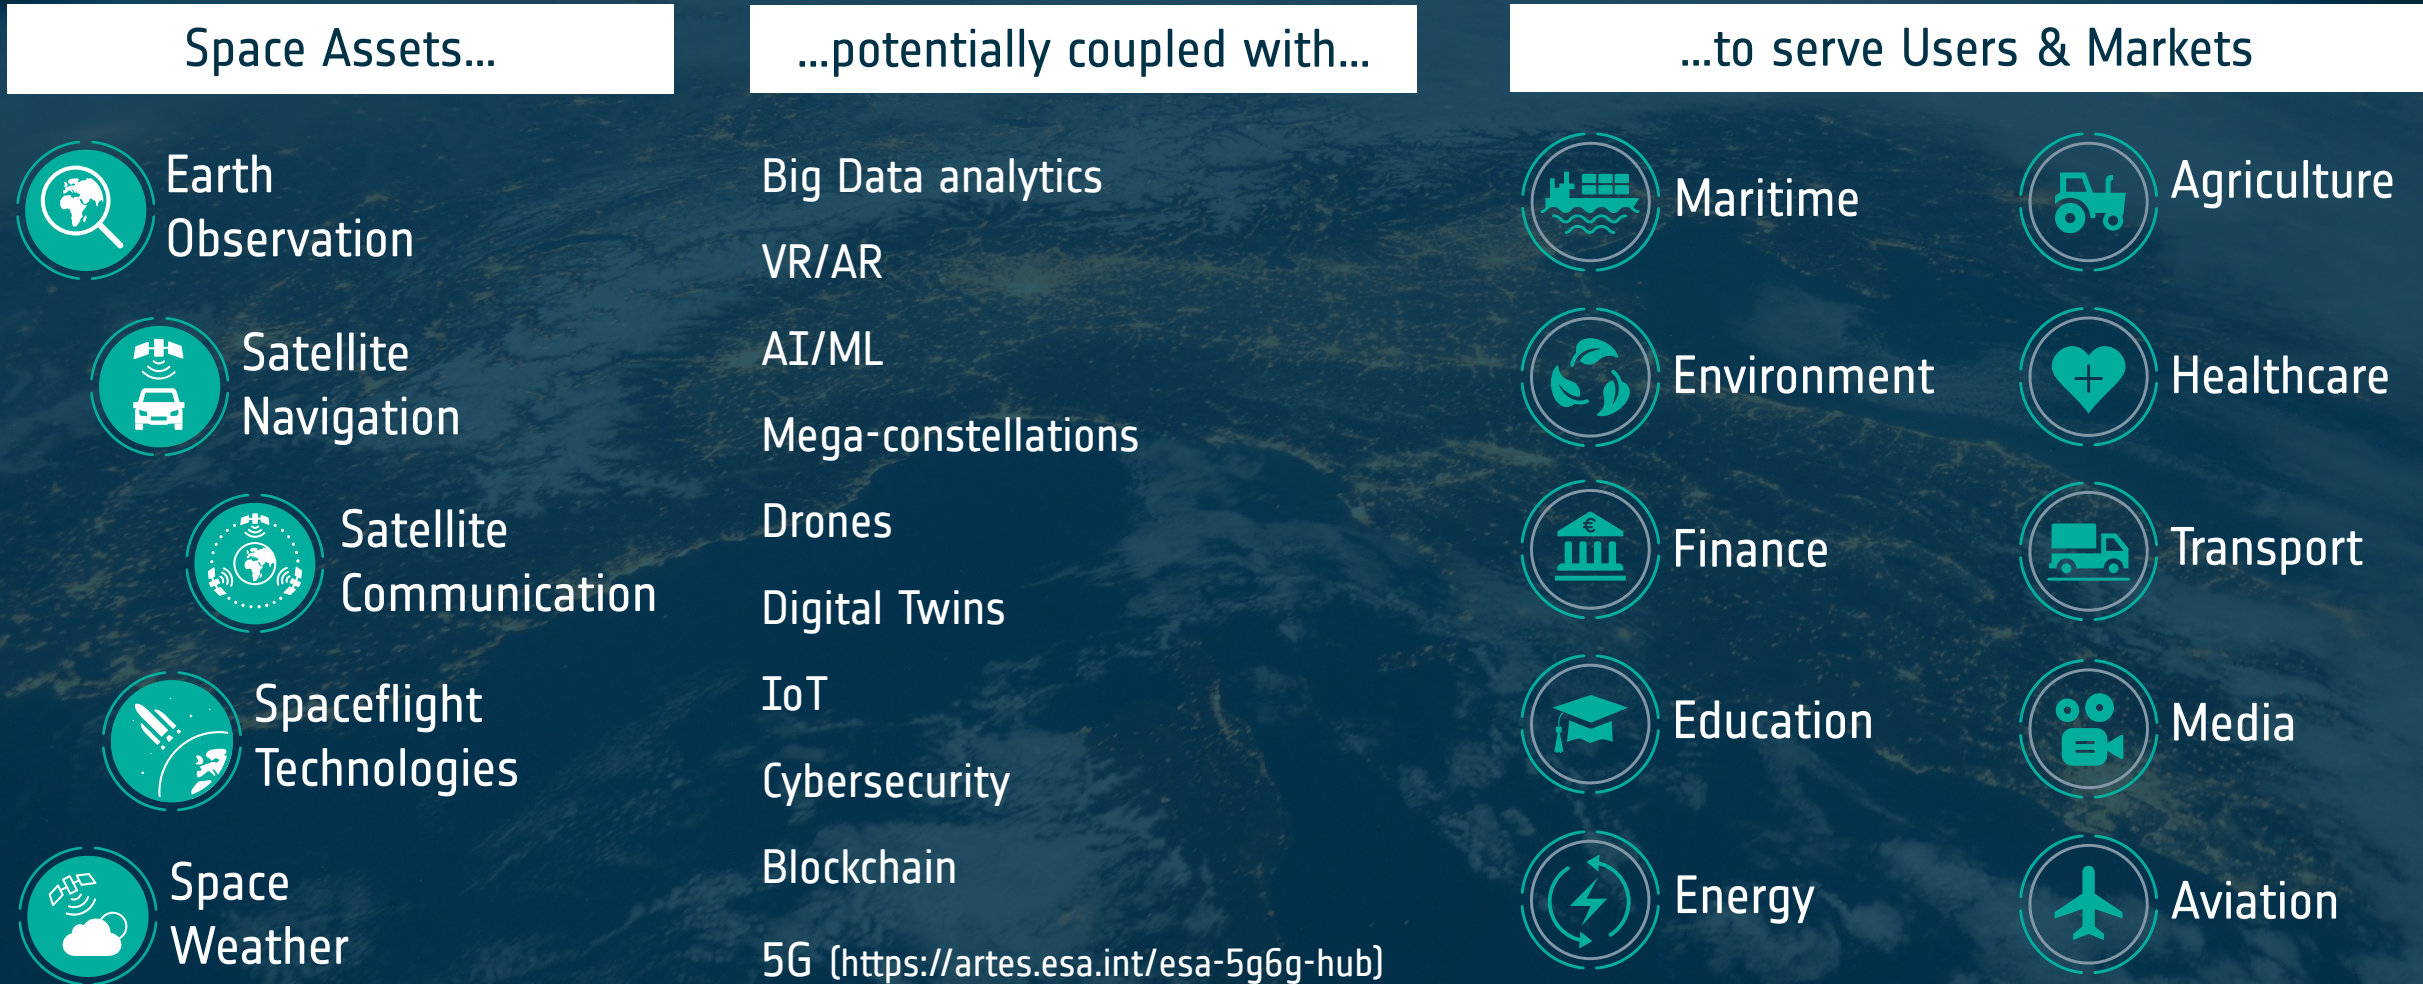 Space Assets...
Earth
Observation
Satellite
Navigation
Satellite
Communication
Spaceflight
Technologies
Space
Weather
...potentially coupled with...
Big Data analytics
VR/AR
AI/ML
Mega-constellations
Drones
Digital Twins
IoT
Cybersecurity
Blockchain
5G (https://artes.esa.int/esa-5g6g-hub)
...to serve Users & Markets
Maritime
Agriculture
Environment
Healthcare
€
Finance
Transport
Education
Media
Energy
Aviation